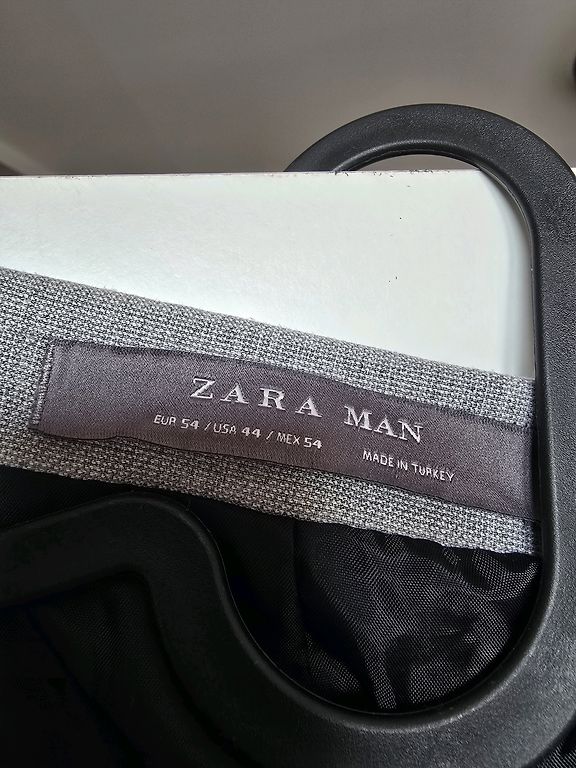 ZARA MAN
EUR 54 / USA 44 / MEX 54
MADE IN TURKEY